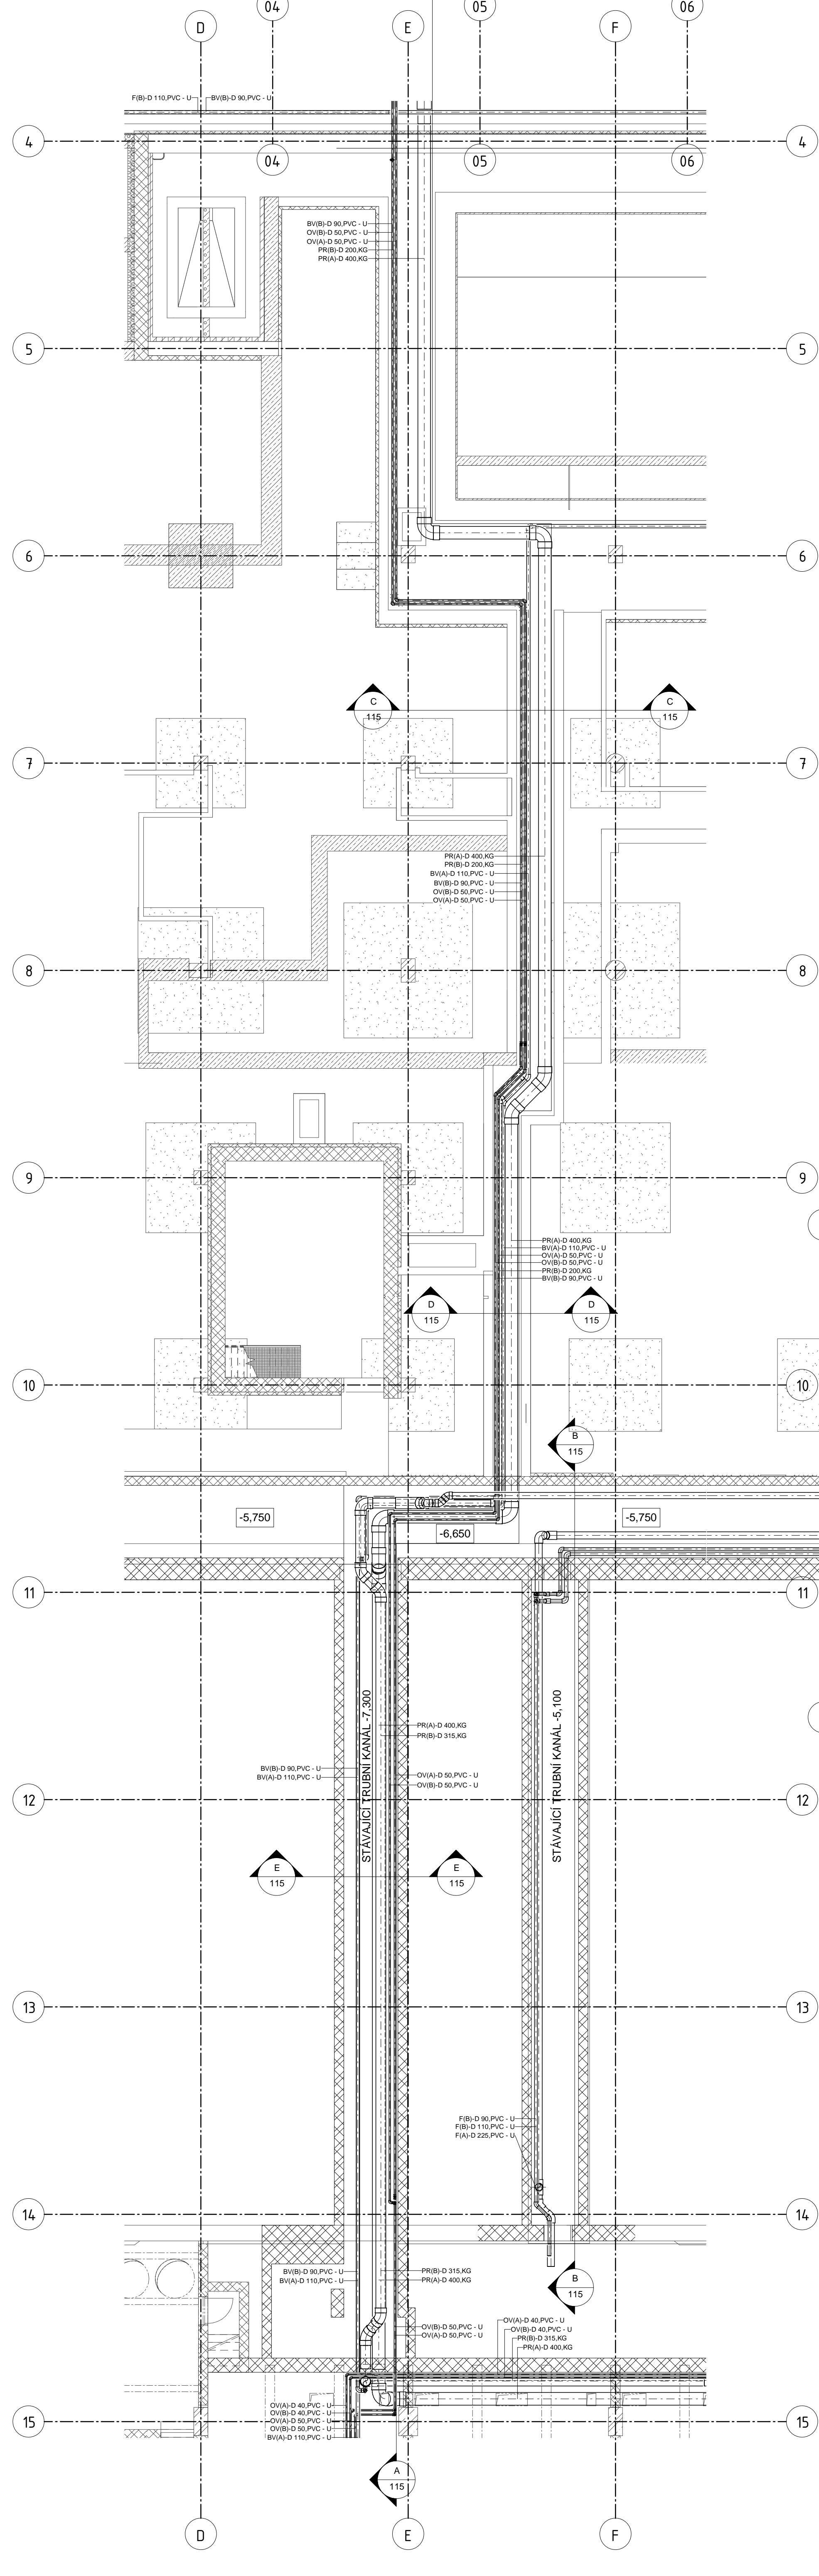 04
05
06
D
E
F
F(B)-D 110,PVC - U
BV(B)-D 90,PVC - U
4
4
04
05
06
BV(B)-D 90,PVC - U
OV(B)-D 50,PVC - U
OV(A)-D 50,PVC - U
PR(B)-D 200,KG
PR(A)-D 400,KG
5
5
6
6
C
115
C
115
7
7
PR(A)-D 400,KG
PR(B)-D 200,KG
BV(A)-D 110,PVC - U
BV(B)-D 90,PVC - U
OV(B)-D 50,PVC - U
OV(A)-D 50,PVC - U
8
8
9
9
PR(A)-D 400,KG
BV(A)-D 110,PVC - U
OV(A)-D 50,PVC - U
OV(B)-D 50,PVC - U
PR(B)-D 200,KG
BV(B)-D 90,PVC - U
D
115
D
115
10
10
B
115
-5,750
-6,650
-5,750
11
11
STÁVAJÍCÍ TRUBNÍ KANÁL -7,300
STÁVAJÍCÍ TRUBNÍ KANÁL -5,100
PR(A)-D 400,KG
PR(B)-D 315,KG
BV(B)-D 90,PVC - U
BV(A)-D 110,PVC - U
OV(A)-D 50,PVC - U
OV(B)-D 50,PVC - U
12
12
E
115
E
115
13
13
F(B)-D 90,PVC - U
F(B)-D 110,PVC - U
F(A)-D 225,PVC - U
14
14
BV(B)-D 90,PVC - U
BV(A)-D 110,PVC - U
PR(B)-D 315,KG
PR(A)-D 400,KG
B
115
OV(B)-D 50,PVC - U
OV(A)-D 50,PVC - U
OV(A)-D 40,PVC - U
OV(B)-D 40,PVC - U
PR(B)-D 315,KG
PR(A)-D 400,KG
OV(A)-D 40,PVC - U
OV(B)-D 40,PVC - U
OV(A)-D 50,PVC - U
OV(B)-D 50,PVC - U
BV(A)-D 110,PVC - U
15
15
A
115
D
E
F